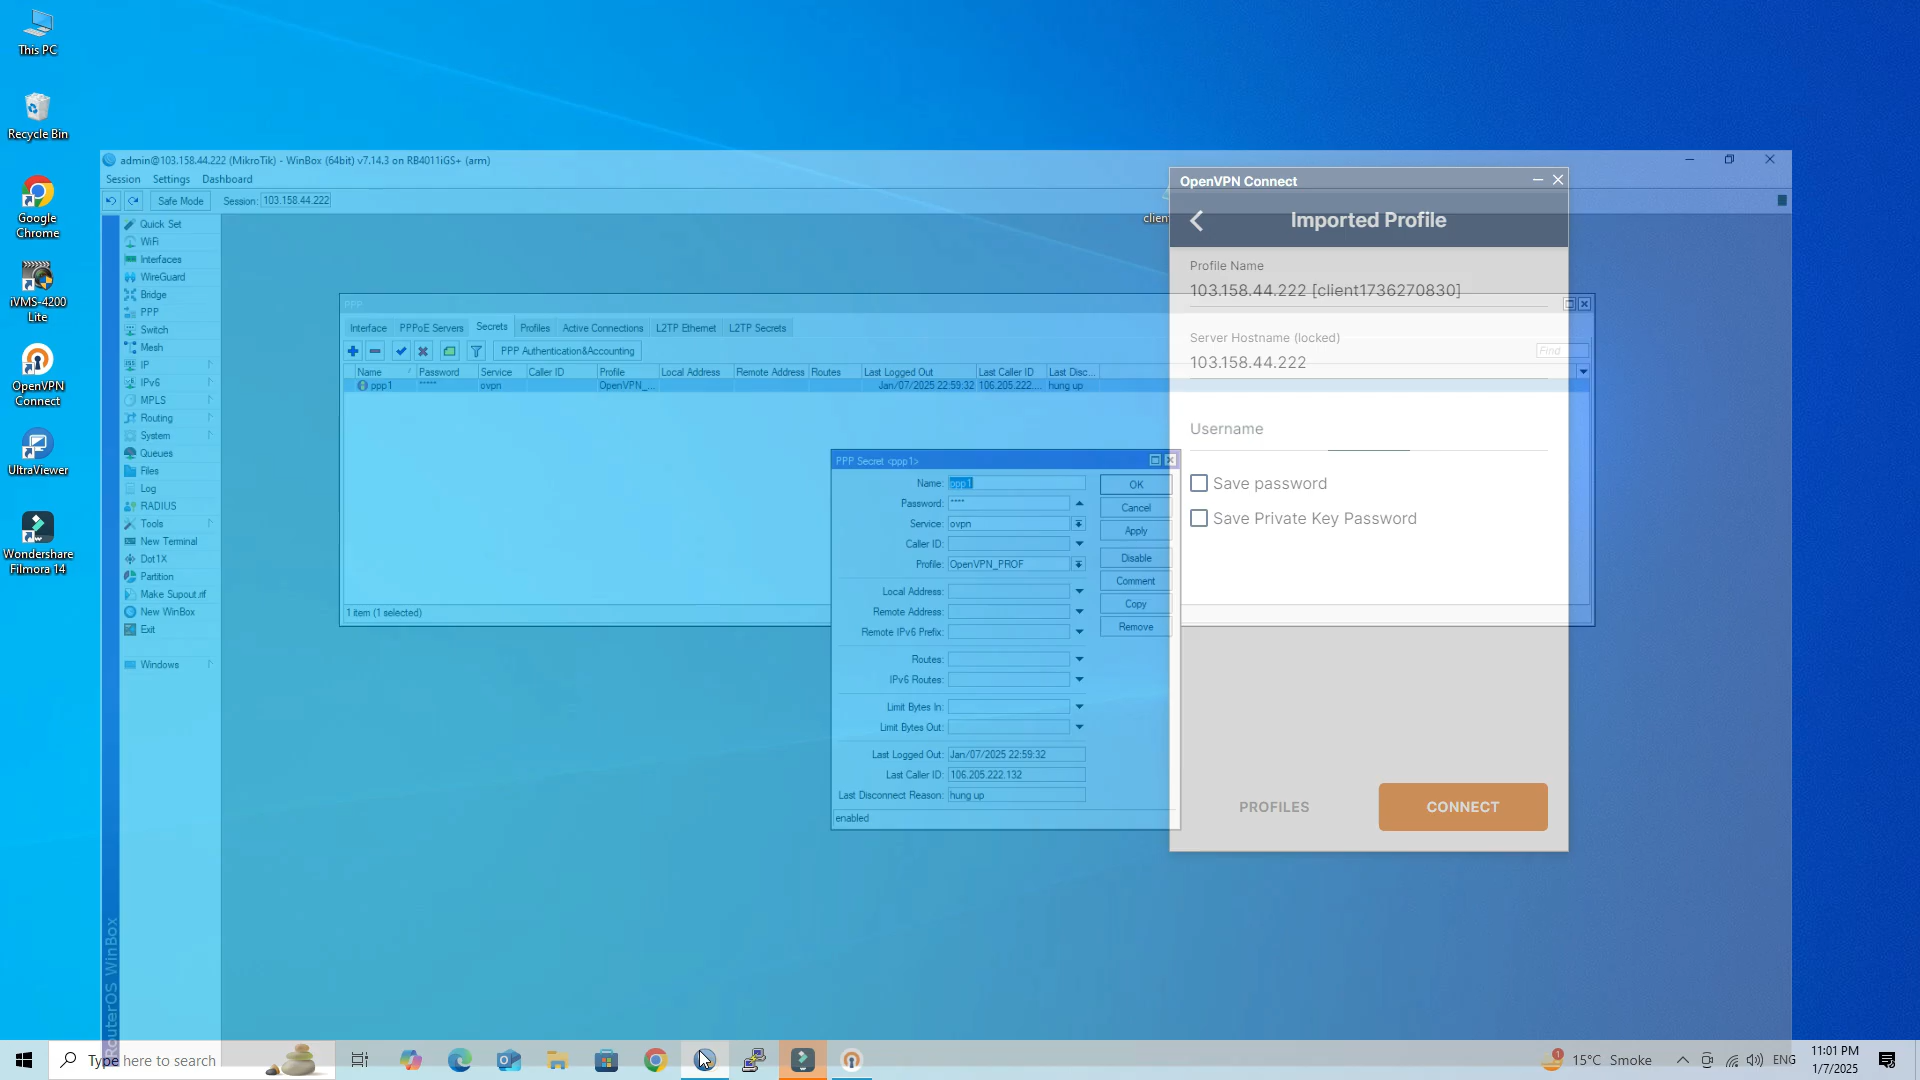 This PC
Recycle Bin
Google
Chrome
iVMS-4200
Lite
OpenVPN
Connect
UltraViewer
Wondershare
Filmora 14
admin@103.158.44.222 (MikroTik) - WinBox (64bit) v7.14.3 on RB4011iGS+ (arm)
Session Settings Dashboard
Safe Mode Session: 103.158.44.222
Quick Set
WiFi
Interfaces
WireGuard
Bridge
PPP
Switch
Mesh
IP
IPv6
MPLS
Routing
System
Queues
Files
Log
RADIUS
Tools
New Terminal
Dot1X
Partition
Make Supout.rif
New WinBox
Exit
Windows
RouterOS WinBox
PPP
Interface PPPoE Servers Secrets Profiles Active Connections L2TP Ethernet L2TP Secrets
PPP Authentication&Accounting
Find
Name Password Service Caller ID Profile Local Address Remote Address Routes Last Logged Out Last Caller ID Last Disc...
ppp1 ***** ovpn OpenVPN_... Jan/07/2025 22:59:32 106.205.222.... hung up
1 item (1 selected)
PPP Secret <ppp1>
Name: ppp1
Password: ****
Service: ovpn
Caller ID:
Profile: OpenVPN_PROF
Local Address:
Remote Address:
Remote IPv6 Prefix:
Routes:
IPv6 Routes:
Limit Bytes In:
Limit Bytes Out:
Last Logged Out: Jan/07/2025 22:59:32
Last Caller ID: 106.205.222.132
Last Disconnect Reason: hung up
enabled
OK
Cancel
Apply
Disable
Comment
Copy
Remove
client
OpenVPN Connect
Imported Profile
Profile Name
103.158.44.222 [client1736270830]
Server Hostname (locked)
103.158.44.222
Username
Save password
Save Private Key Password
PROFILES CONNECT
Type here to search
1
15°C Smoke
ENG
11:01 PM
1/7/2025